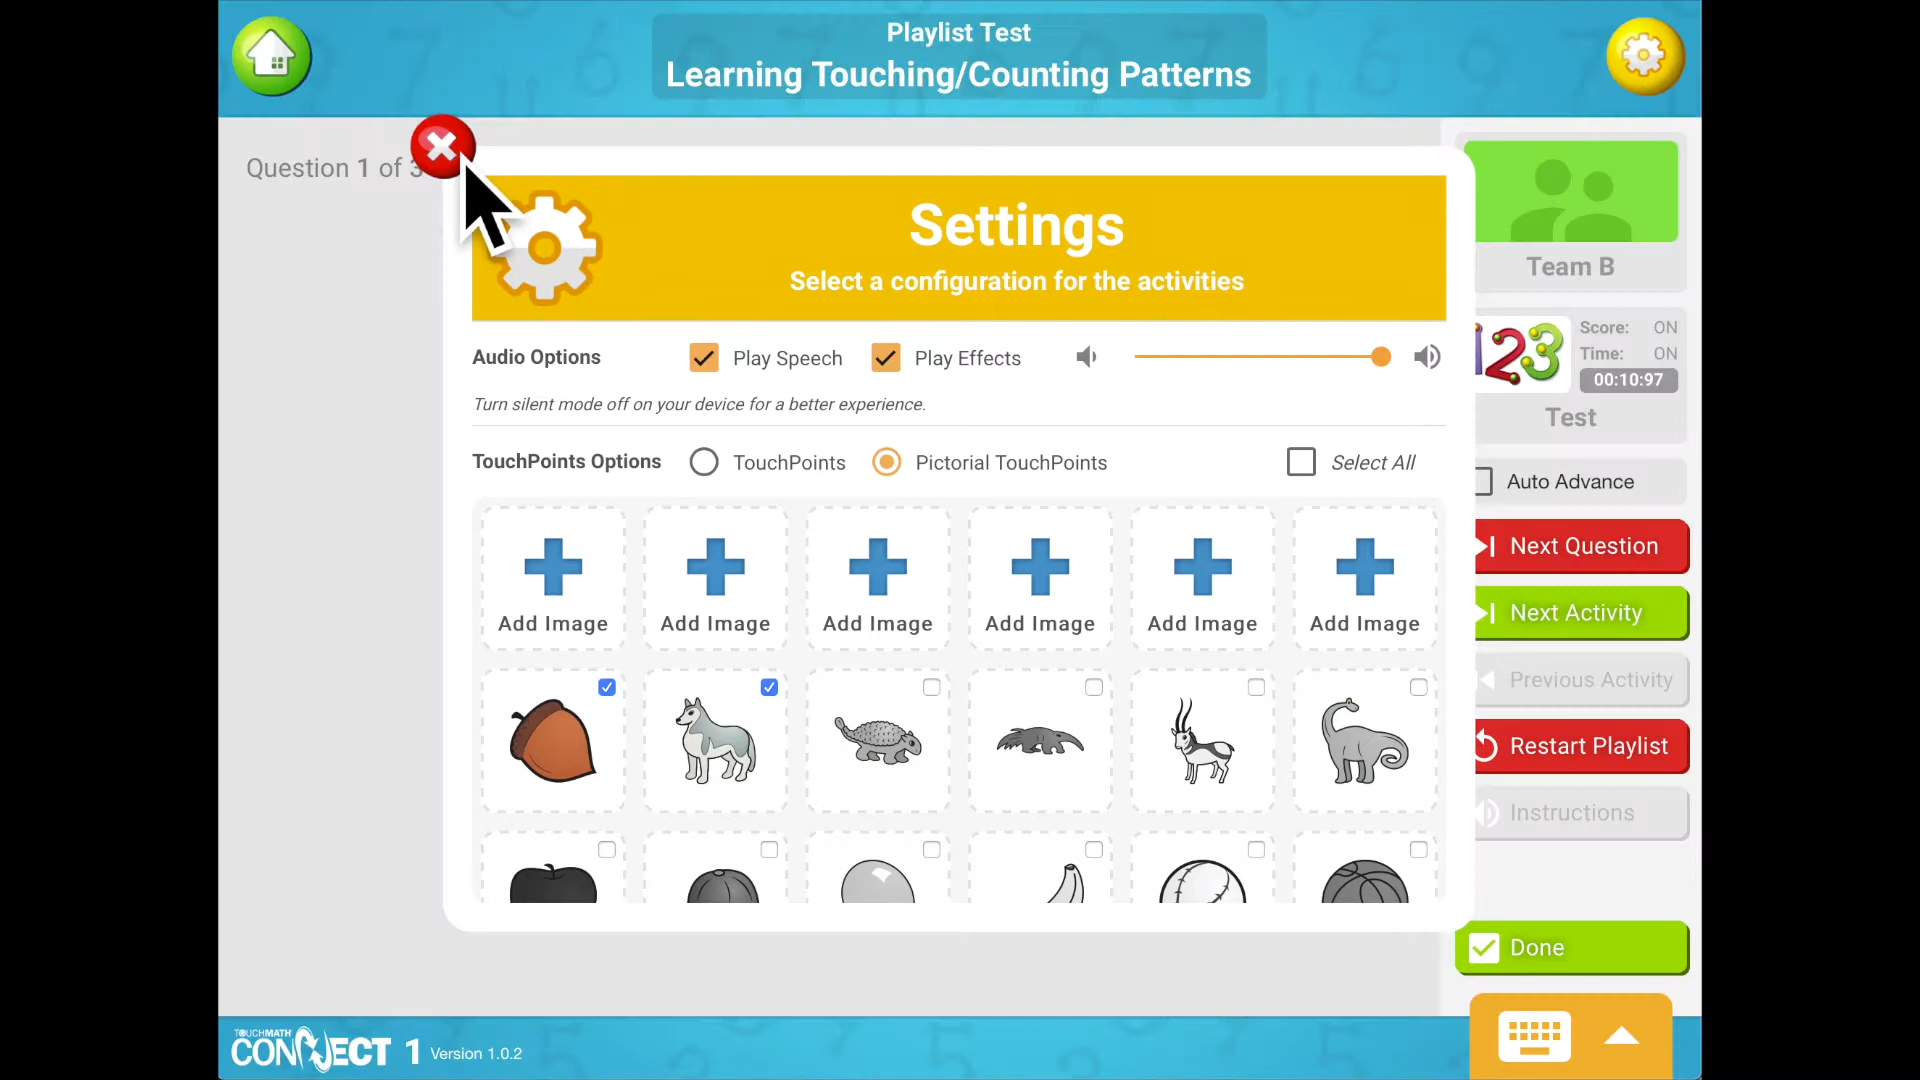 Playlist Test
Learning Touching/Counting Patterns
Question 1 of 3
Settings
Select a configuration for the activities
Audio Options
Play Speech
Play Effects
Turn silent mode off on your device for a better experience.
TouchPoints Options
TouchPoints
Pictorial TouchPoints
Select All
Add Image
Add Image
Add Image
Add Image
Add Image
Add Image
Team B
123
Score: ON
Time: ON
00:10:97
Test
Auto Advance
Next Question
Next Activity
Previous Activity
Restart Playlist
Instructions
Done
TOUCHMATH
CONNECT 1 Version 1.0.2